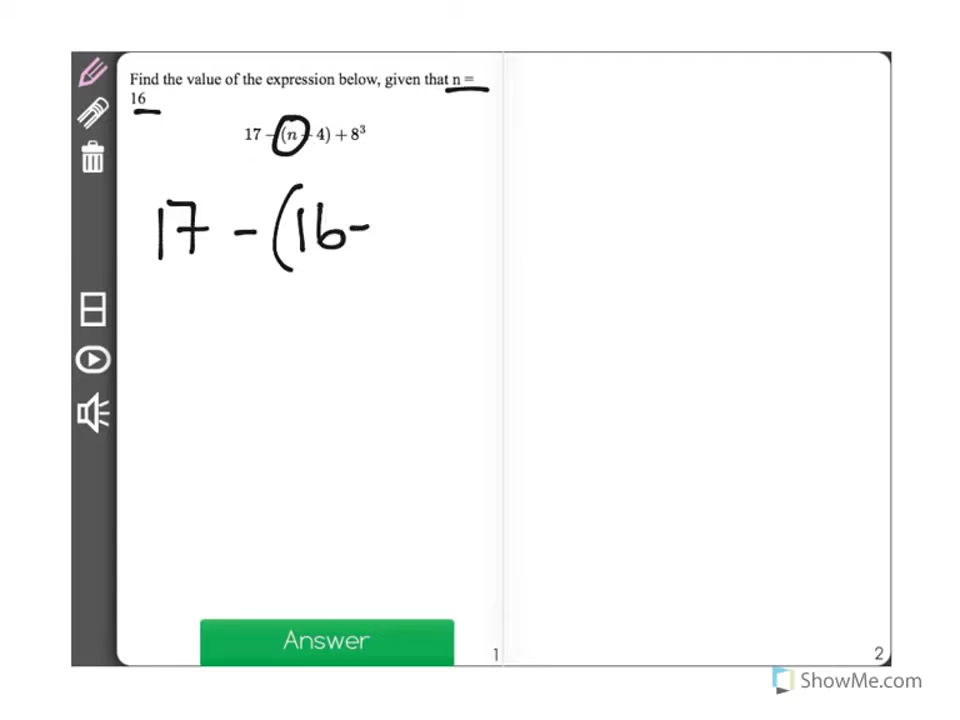 Find the value of the expression below, given that n =
16
17 − (n − 4) + 8³
17 - (16 -
Answer
1
2
ShowMe.com